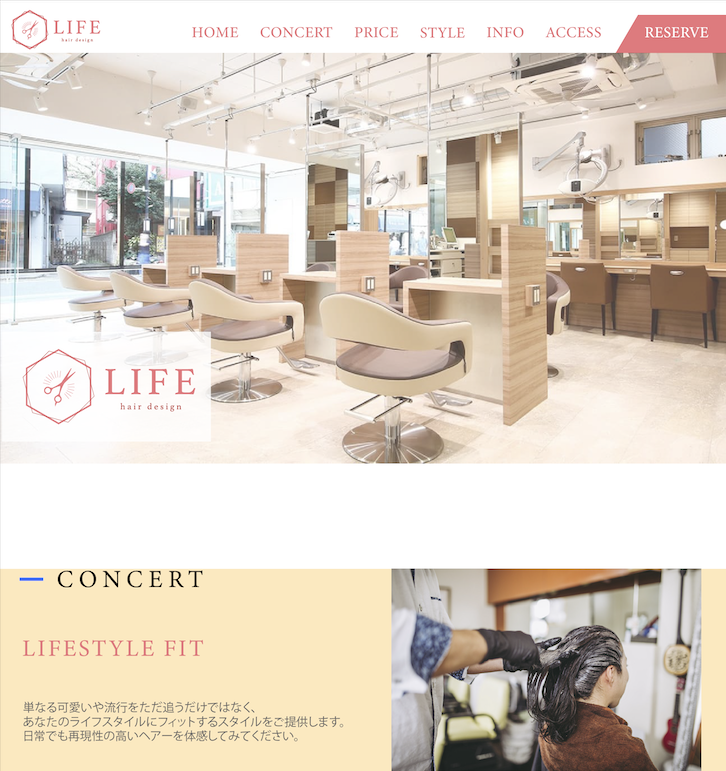 LIFE
hair design
HOME CONCERT PRICE STYLE INFO ACCESS RESERVE
LIFE
hair design
CONCERT
LIFESTYLE FIT
単なる可愛いや流行をただ追うだけではなく、
あなたのライフスタイルにフィットするスタイルをご提供します。
日常でも再現性の高いヘアーを体感してみてください。